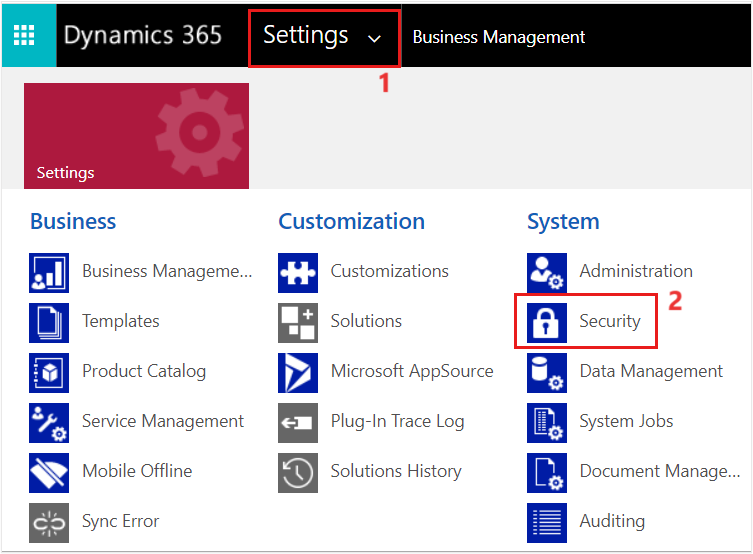 Dynamics 365 Settings Business Management
1
Settings
Business
Business Manageme...
Templates
Product Catalog
Service Management
Mobile Offline
Sync Error
Customization
Customizations
Solutions
Microsoft AppSource
Plug-In Trace Log
Solutions History
System
Administration
Security
2
Data Management
System Jobs
Document Manage...
Auditing